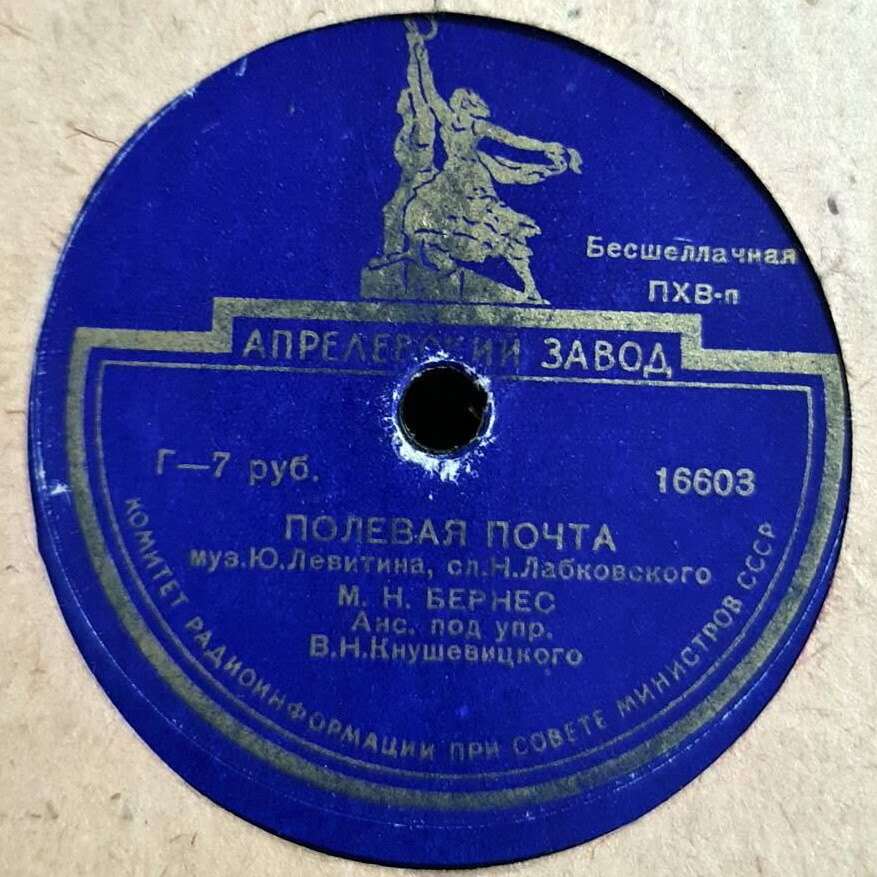 Бесшеллачная
ПХВ-п
АПРЕЛЕВСКИЙ ЗАВОД
Г—7 руб.
16603
ПОЛЕВАЯ ПОЧТА
муз.Ю.Левитина, сл.Н.Лабковского
М. Н. БЕРНЕС
Анс. под упр.
В.Н.Кнушевицкого
КОМИТЕТ РАДИОИНФОРМАЦИИ ПРИ СОВЕТЕ МИНИСТРОВ СССР